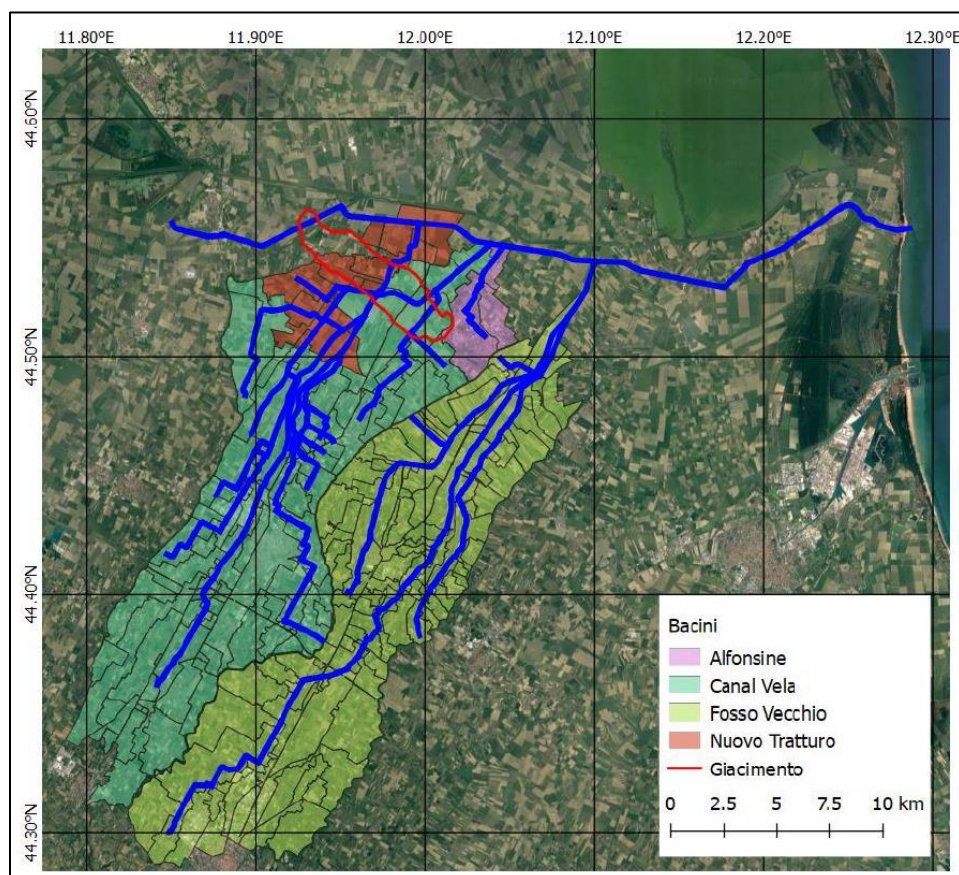 11.80°E 11.90°E 12.00°E 12.10°E 12.20°E 12.30°E
44.60°N
44.50°N
44.40°N
44.30°N
Bacini
Alfonsine
Canal Vela
Fosso Vecchio
Nuovo Tratturo
Giacimento
0 2.5 5 7.5 10 km